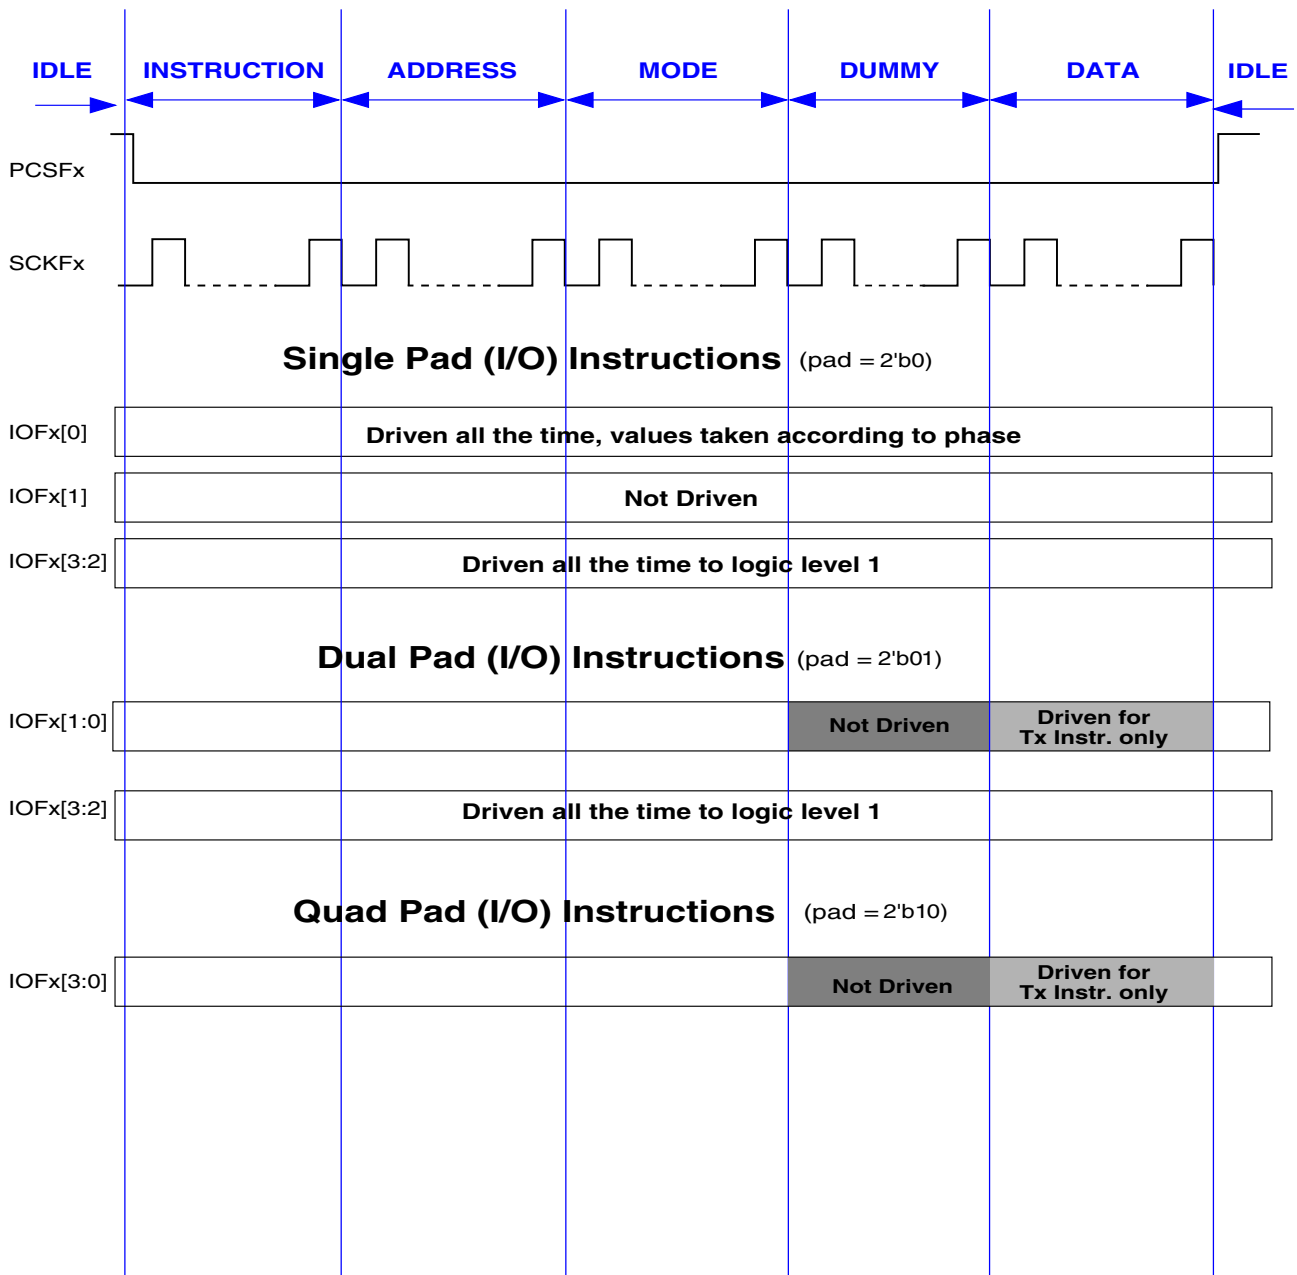 IDLE INSTRUCTION ADDRESS MODE DUMMY DATA IDLE
PCSFx
SCKFx
Single Pad (I/O) Instructions (pad = 2'b0)
IOFx[0] Driven all the time, values taken according to phase
IOFx[1] Not Driven
IOFx[3:2] Driven all the time to logic level 1
Dual Pad (I/O) Instructions (pad = 2'b01)
IOFx[1:0] Not Driven Driven for
Tx Instr. only
IOFx[3:2] Driven all the time to logic level 1
Quad Pad (I/O) Instructions (pad = 2'b10)
IOFx[3:0] Not Driven Driven for
Tx Instr. only